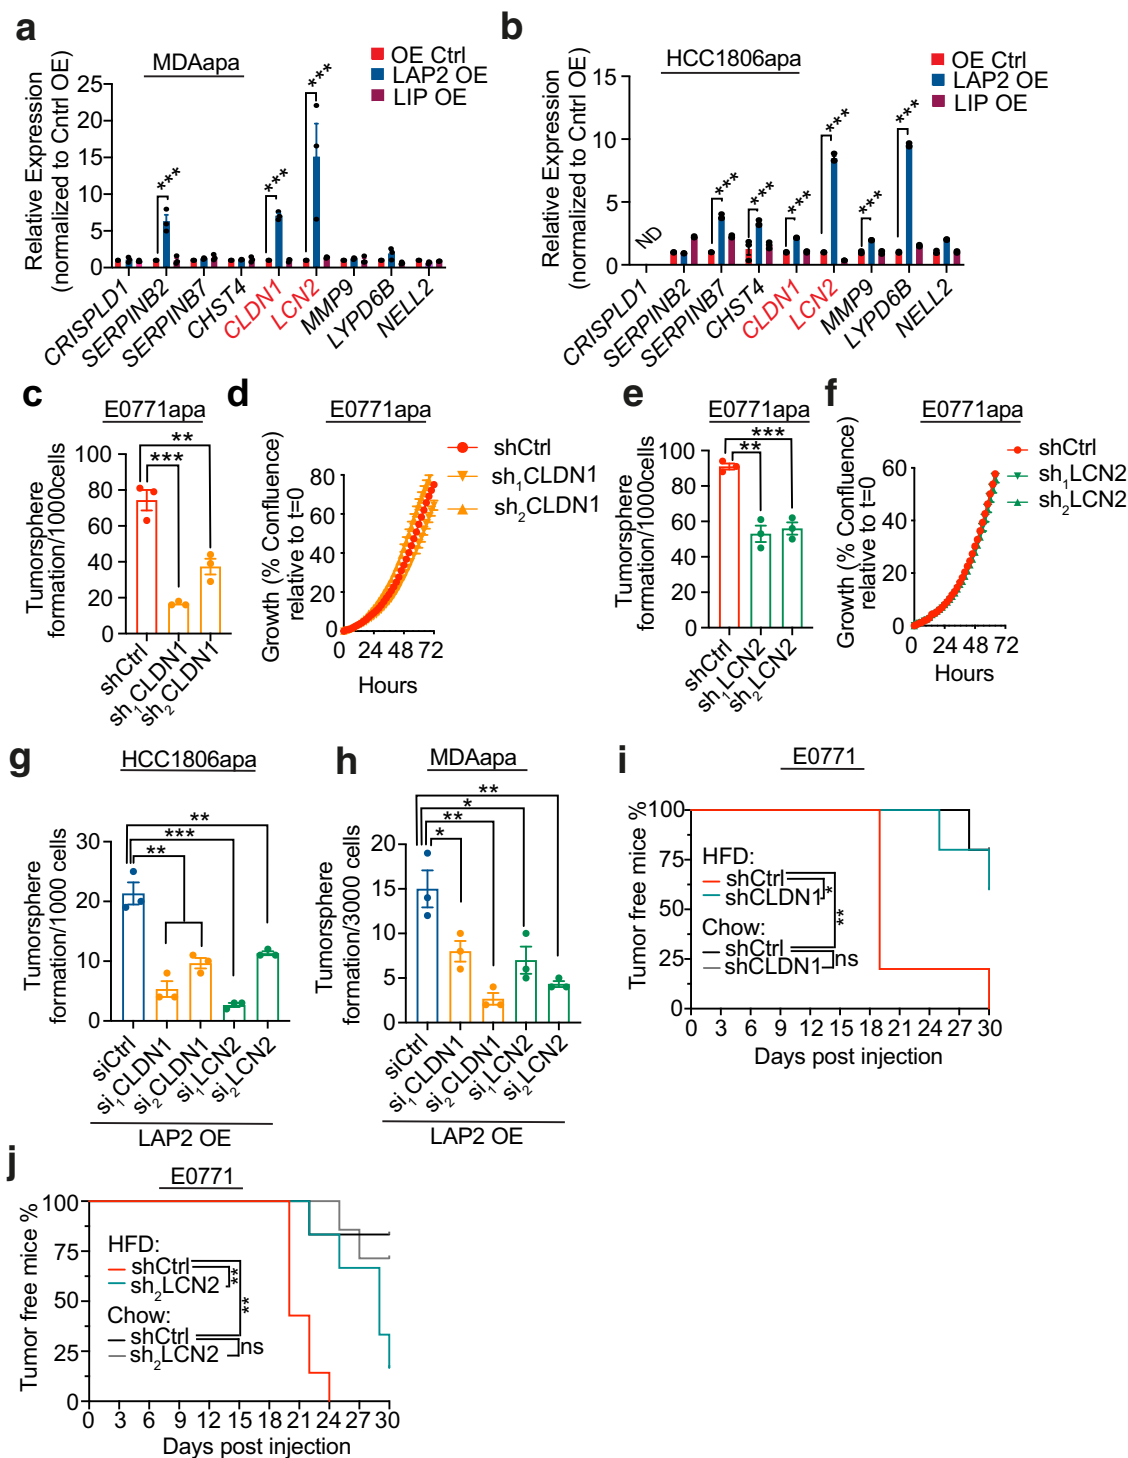 a
MDAapa
OE Ctrl
LAP2 OE
LIP OE
Relative Expression
(normalized to Cntrl OE)
25
20
15
10
5
0
***
***
***
CRISPLD1
SERPINB2
SERPINB7
CHST4
CLDN1
LCN2
MMP9
LYPD6B
NELL2
b
HCC1806apa
OE Ctrl
LAP2 OE
LIP OE
Relative Expression
(normalized to Cntrl OE)
15
10
5
0
ND
***
***
***
***
***
***
CRISPLD1
SERPINB2
SERPINB7
CHST4
CLDN1
LCN2
MMP9
LYPD6B
NELL2
c
E0771apa
Tumorsphere
formation/1000cells
100
80
60
40
20
0
**
***
shCtrl
sh1CLDN1
sh2CLDN1
d
E0771apa
Growth (% Confluence)
relative to t=0
80
60
40
20
0
0 24 48 72
Hours
shCtrl
sh1CLDN1
sh2CLDN1
e
E0771apa
Tumorsphere
formation/1000cells
100
80
60
40
20
0
***
**
shCtrl
sh1LCN2
sh2LCN2
f
E0771apa
Growth (% Confluence)
relative to t=0
60
40
20
0
0 24 48 72
Hours
shCtrl
sh1LCN2
sh2LCN2
g
HCC1806apa
Tumorsphere
formation/1000 cells
30
20
10
0
**
***
**
siCtrl
si1CLDN1
si2CLDN1
si1LCN2
si2LCN2
LAP2 OE
h
MDAapa
Tumorsphere
formation/3000 cells
20
15
10
5
0
**
*
**
*
siCtrl
si1CLDN1
si2CLDN1
si1LCN2
si2LCN2
LAP2 OE
i
E0771
Tumor free mice %
100
75
50
25
0
HFD:
shCtrl
shCLDN1
*
**
Chow:
shCtrl
shCLDN1
ns
0 3 6 9 12 15 18 21 24 27 30
Days post injection
j
E0771
Tumor free mice %
100
75
50
25
0
HFD:
shCtrl
sh2LCN2
**
**
Chow:
shCtrl
sh2LCN2
ns
0 3 6 9 12 15 18 21 24 27 30
Days post injection